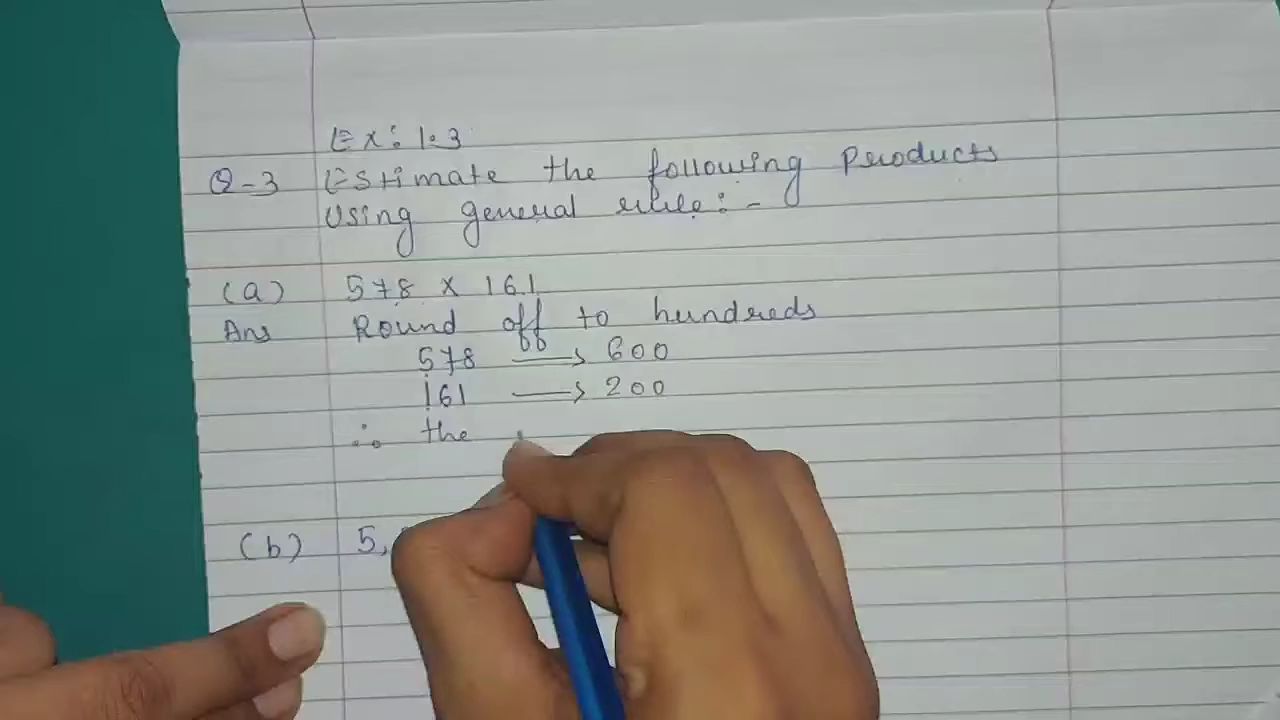 Ex: 1.3
Q-3 Estimate the following Products
Using general rule:-
(a) 578 x 161
Ans Round off to hundreds
578 → 600
161 → 200
∴ the
(b) 5,